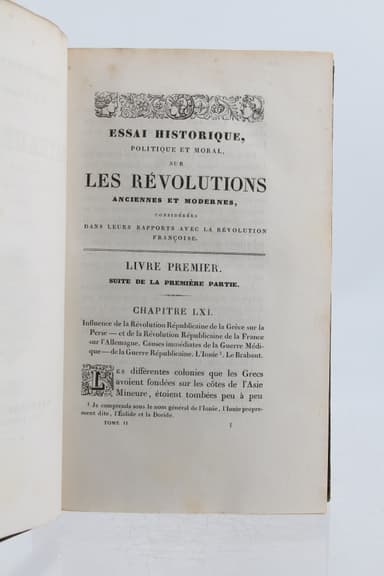 ESSAI HISTORIQUE,
POLITIQUE ET MORAL,
SUR
LES RÉVOLUTIONS
ANCIENNES ET MODERNES,
CONSIDÉRÉES
DANS LEURS RAPPORTS AVEC LA RÉVOLUTION
FRANÇOISE.
LIVRE PREMIER.
SUITE DE LA PREMIÈRE PARTIE.
CHAPITRE LXI.
Influence de la Révolution Républicaine de la Grèce sur la
Perse — et de la Révolution Républicaine de la France
sur l'Allemagne. Causes immédiates de la Guerre Médi-
que — de la Guerre Républicaine. L'Ionie¹. Le Brabant.
Les différentes colonies que les Grecs
avoient fondées sur les côtes de l'Asie
Mineure, étoient tombées peu à peu
¹ Je comprends sous le nom général de l'Ionie, l'Ionie propre-
ment dite, l'Éolide et la Doride.
TOME II